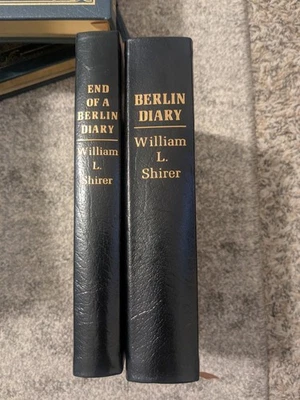 END
OF A
BERLIN
DIARY
William
L.
Shirer
BERLIN
DIARY
William
L.
Shirer